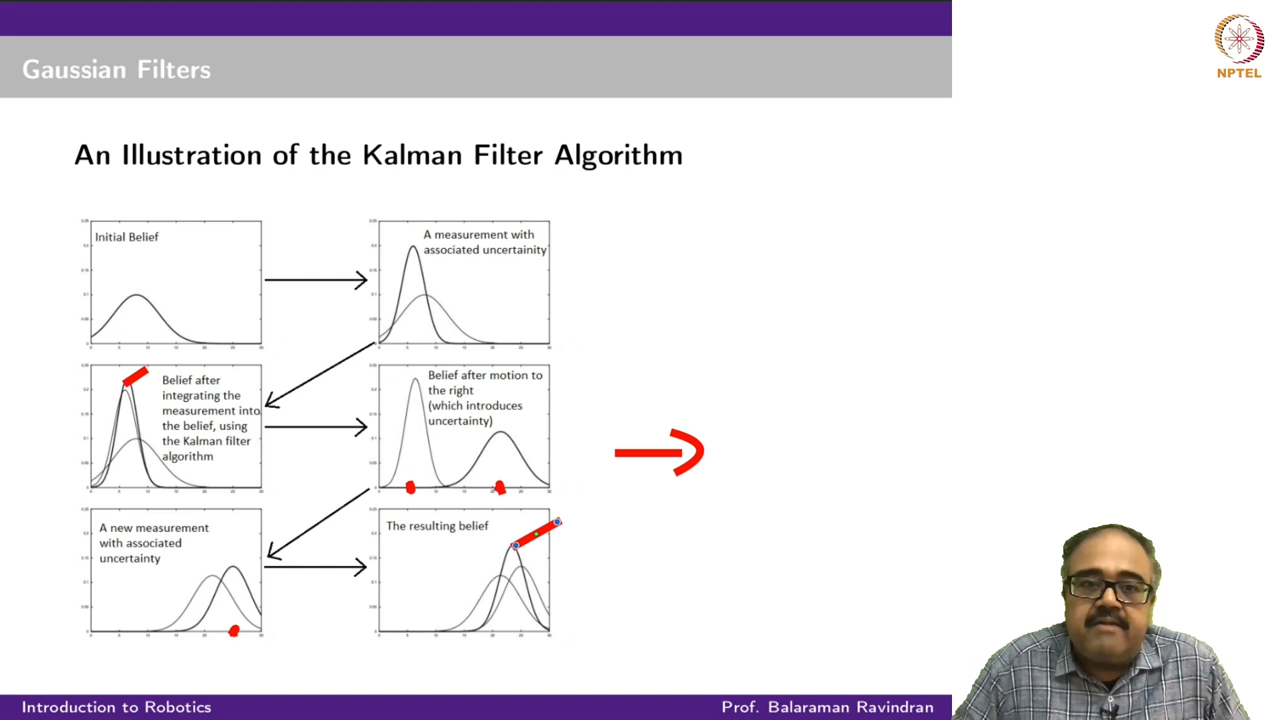 Gaussian Filters
NPTEL
An Illustration of the Kalman Filter Algorithm
Initial Belief
A measurement with
associated uncertainity
Belief after
integrating the
measurement into
the belief, using
the Kalman filter
algorithm
Belief after motion to
the right
(which introduces
uncertainty)
A new measurement
with associated
uncertainty
The resulting belief
Introduction to Robotics
Prof. Balaraman Ravindran